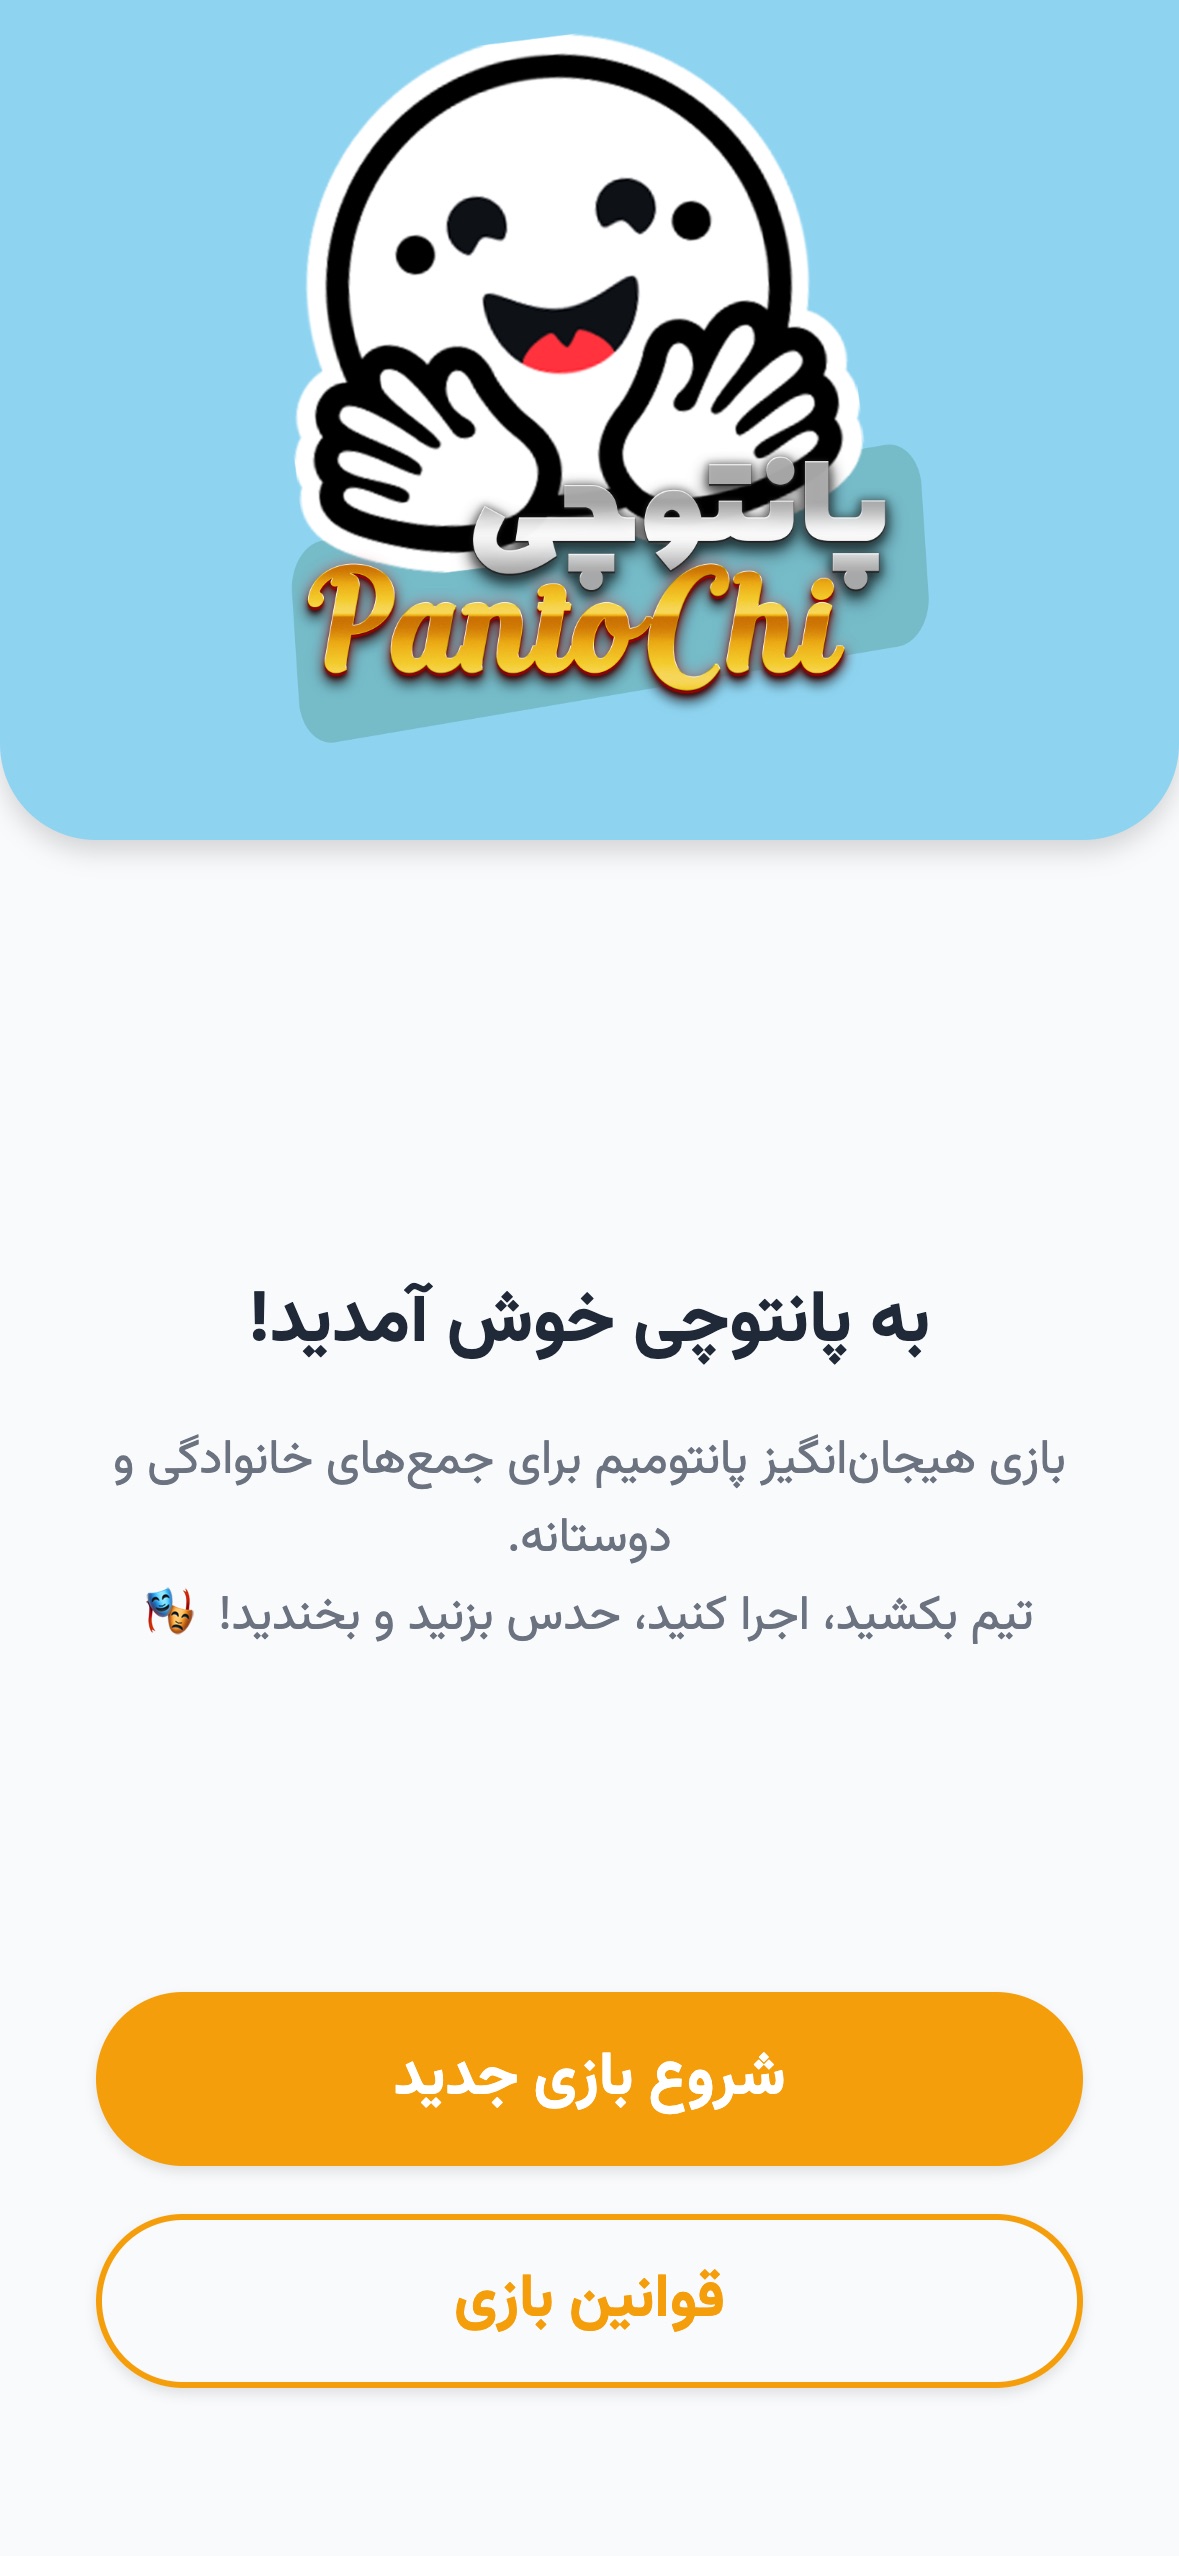 پانتوچی
PantoChi
به پانتوچی خوش آمدید!
بازی هیجان‌انگیز پانتومیم برای جمع‌های خانوادگی و
دوستانه.
تیم بکشید، اجرا کنید، حدس بزنید و بخندید! 🎭
شروع بازی جدید
قوانین بازی